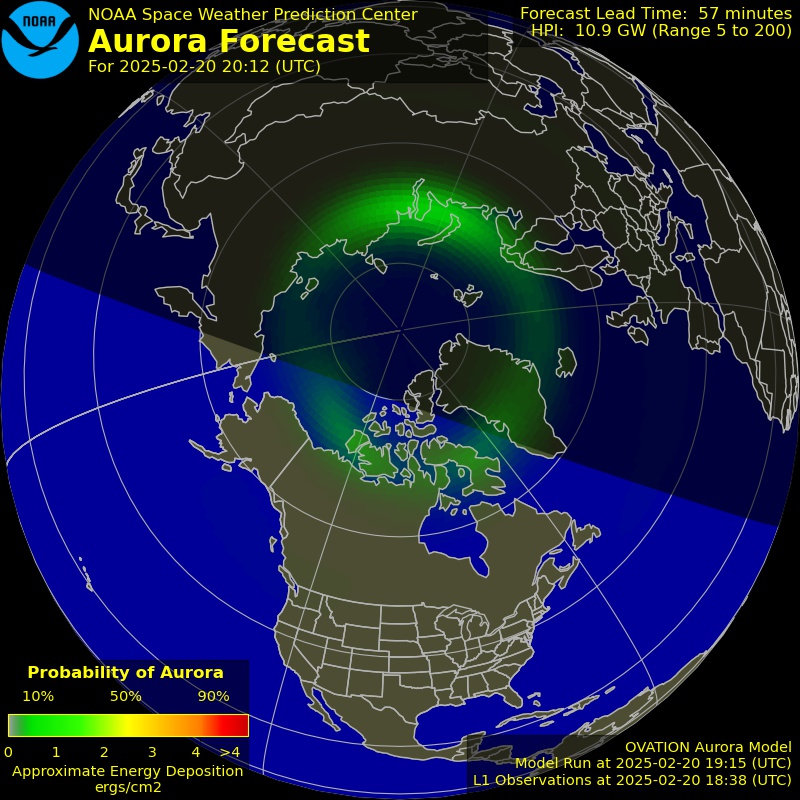 NOAA
NOAA Space Weather Prediction Center
Aurora Forecast
For 2025-02-20 20:12 (UTC)
Forecast Lead Time: 57 minutes
HPI: 10.9 GW (Range 5 to 200)
Probability of Aurora
10% 50% 90%
0 1 2 3 4 >4
Approximate Energy Deposition
ergs/cm2
OVATION Aurora Model
Model Run at 2025-02-20 19:15 (UTC)
L1 Observations at 2025-02-20 18:38 (UTC)